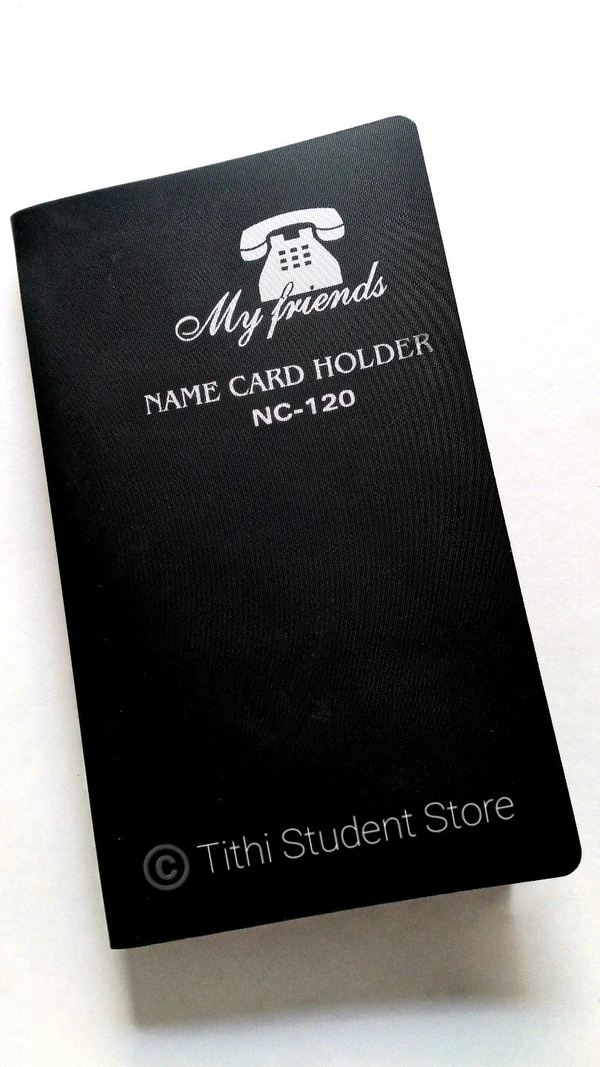 My friends
NAME CARD HOLDER
NC-120
© Tithi Student Store